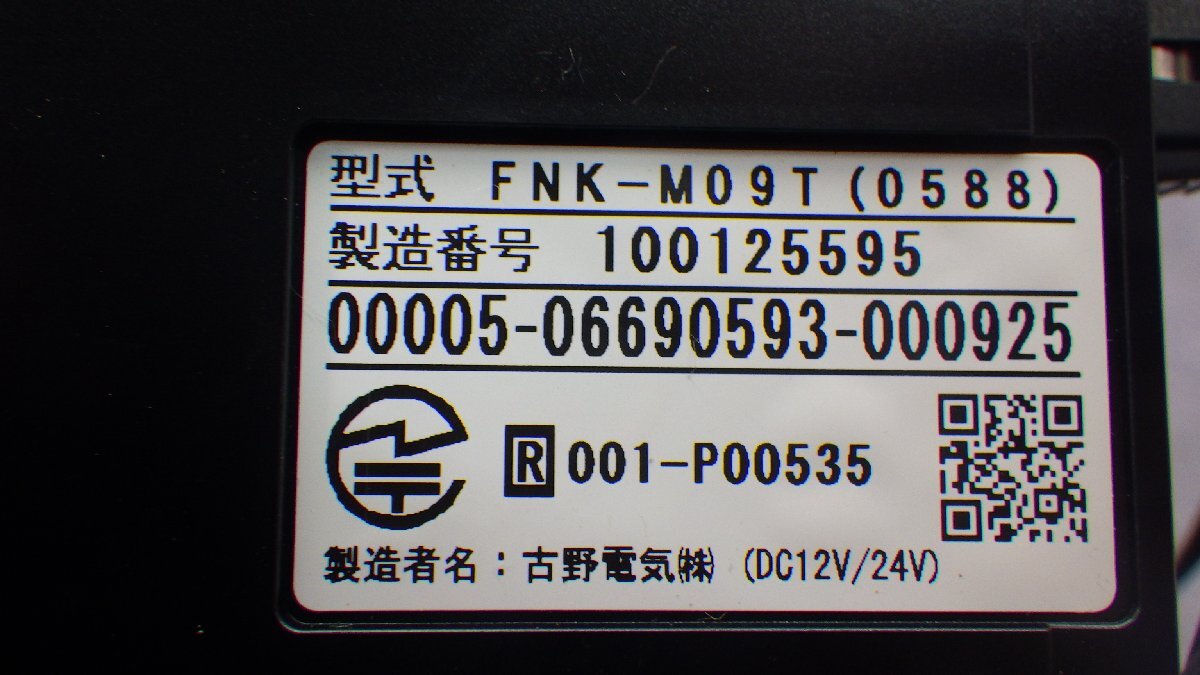 型式 FNK-M09T(0588)
製造番号 100125595
00005-06690593-000925
R 001-P00535
製造者名：古野電気㈱ (DC12V/24V)